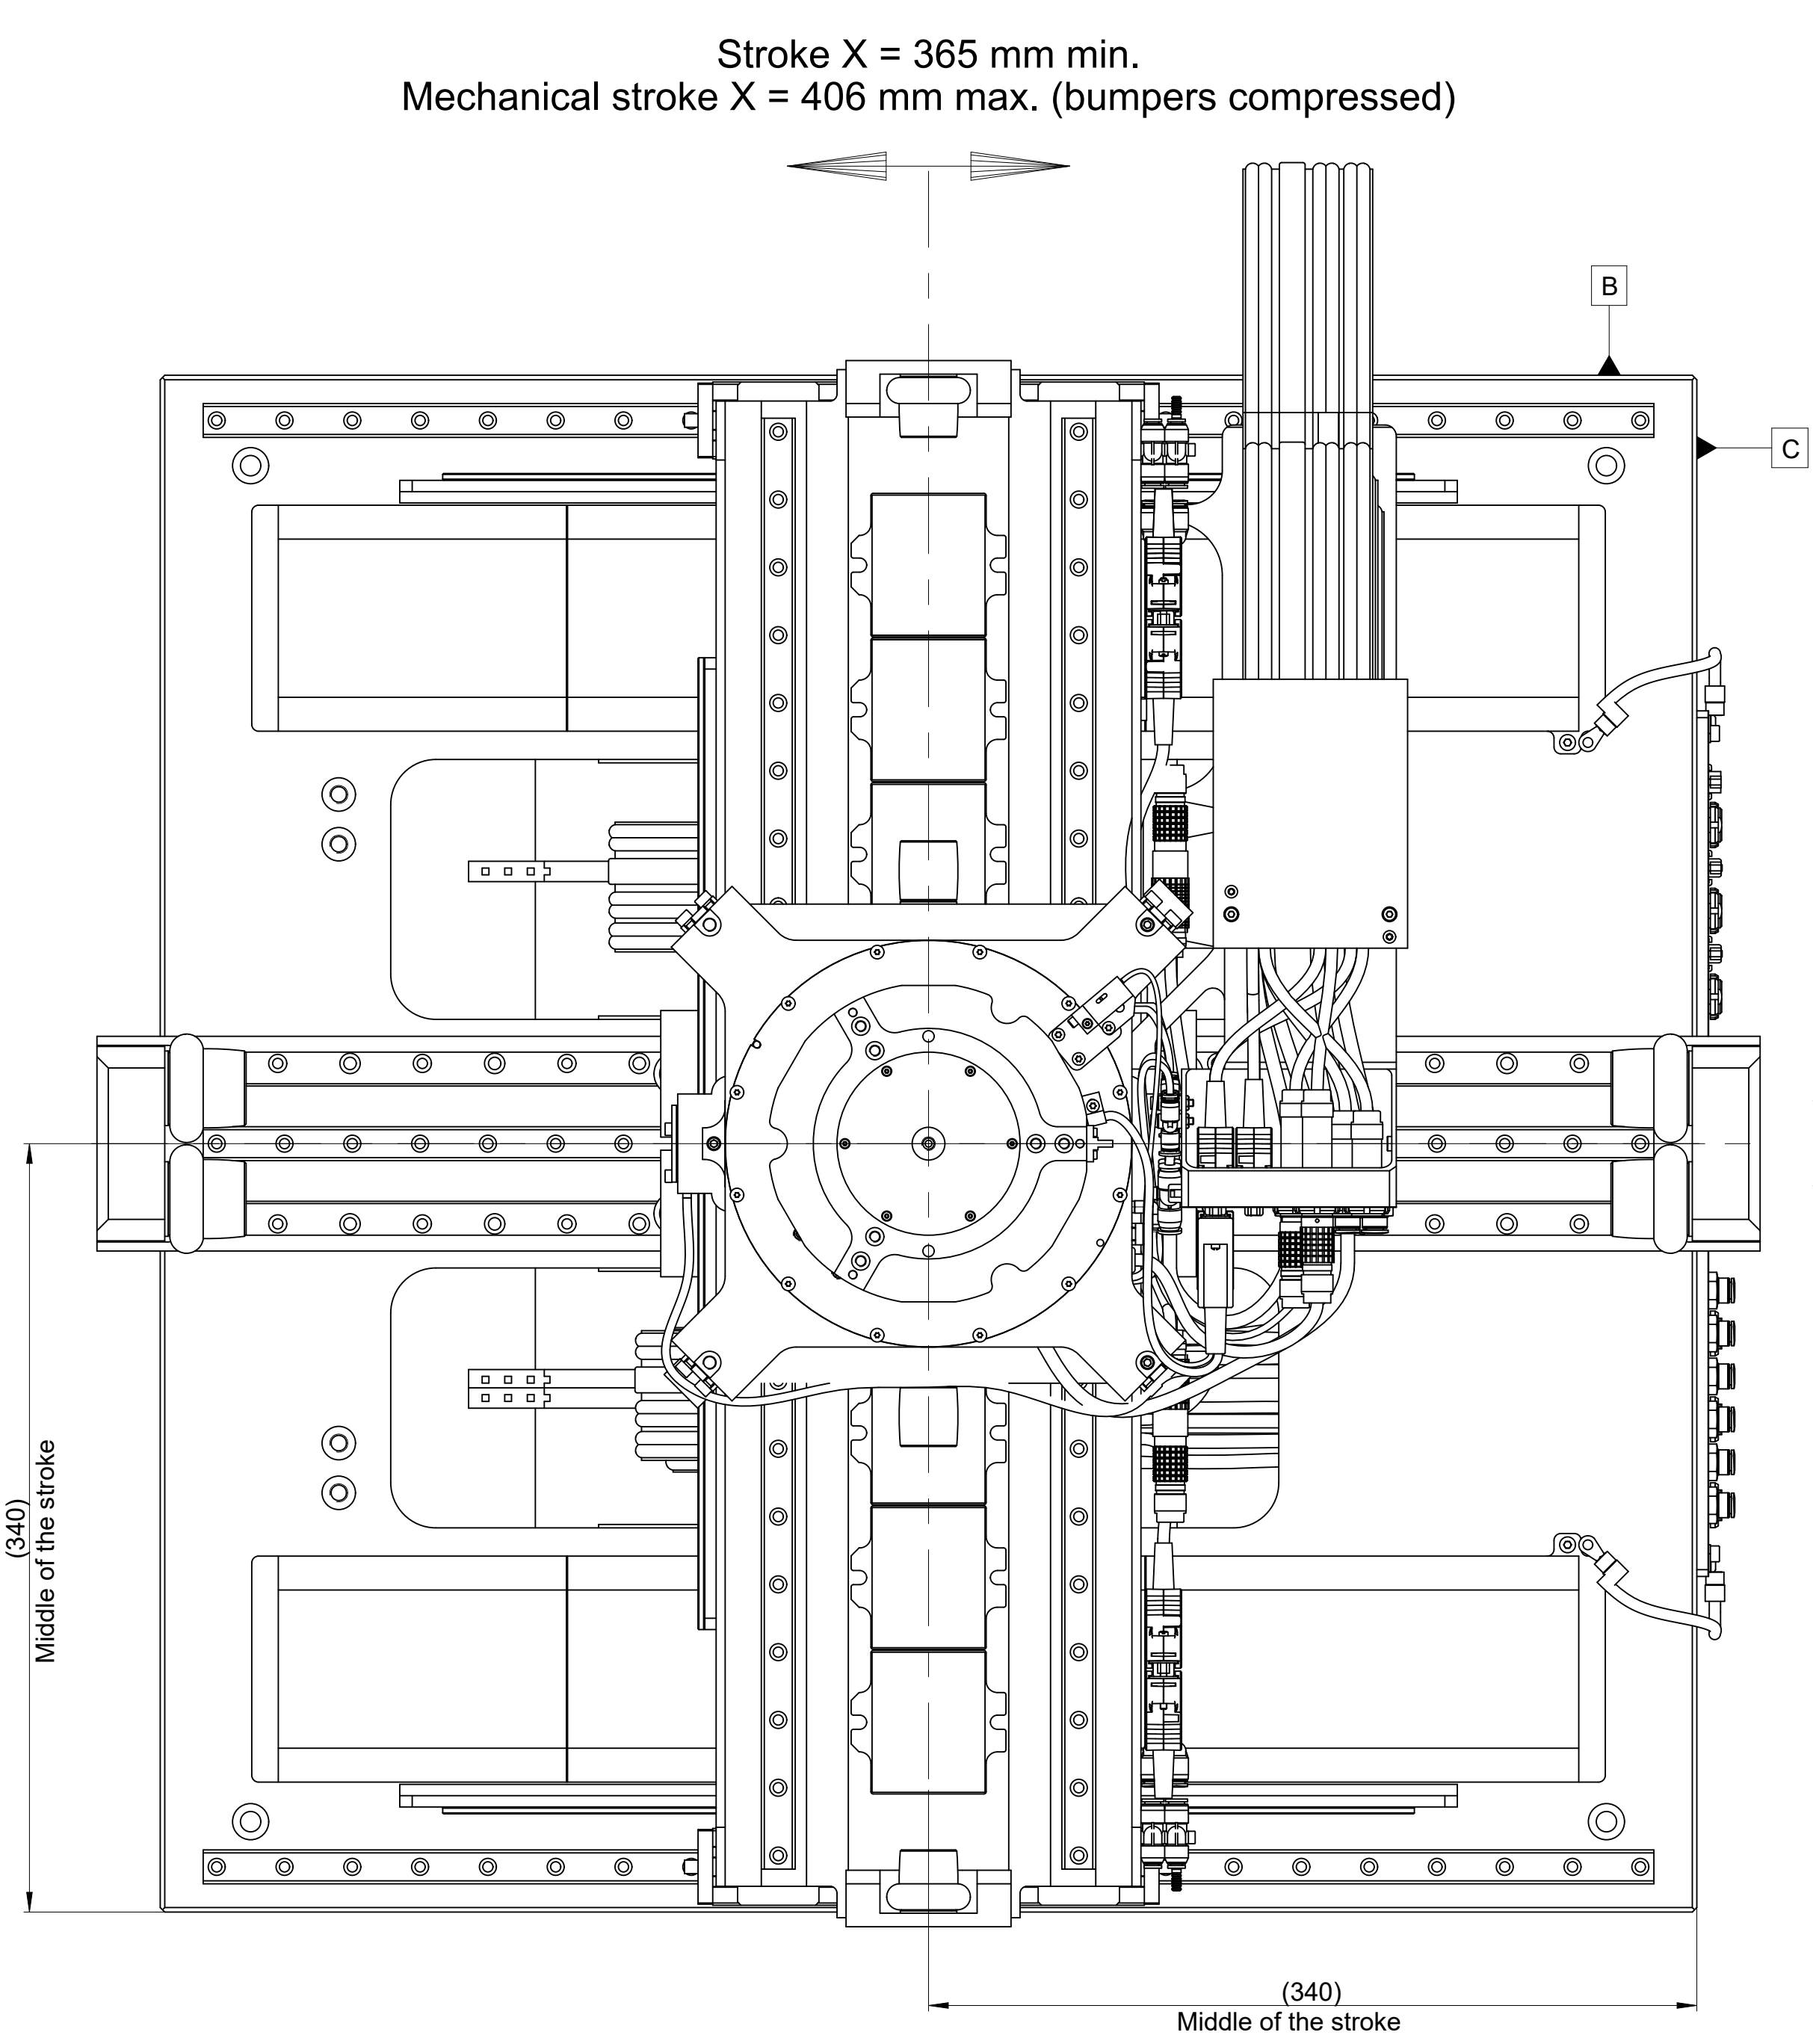 Stroke X = 365 mm min.
Mechanical stroke X = 406 mm max. (bumpers compressed)
B
C
(340)
Middle of the stroke
(340)
Middle of the stroke